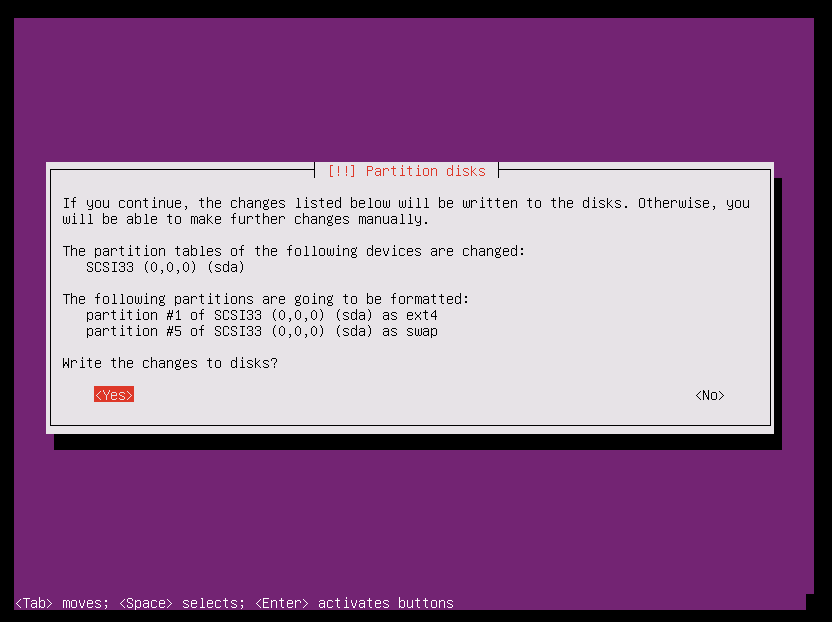 [!!] Partition disks
If you continue, the changes listed below will be written to the disks. Otherwise, you
will be able to make further changes manually.
The partition tables of the following devices are changed:
SCSI33 (0,0,0) (sda)
The following partitions are going to be formatted:
partition #1 of SCSI33 (0,0,0) (sda) as ext4
partition #5 of SCSI33 (0,0,0) (sda) as swap
Write the changes to disks?
<Yes> <No>
<Tab> moves; <Space> selects; <Enter> activates buttons